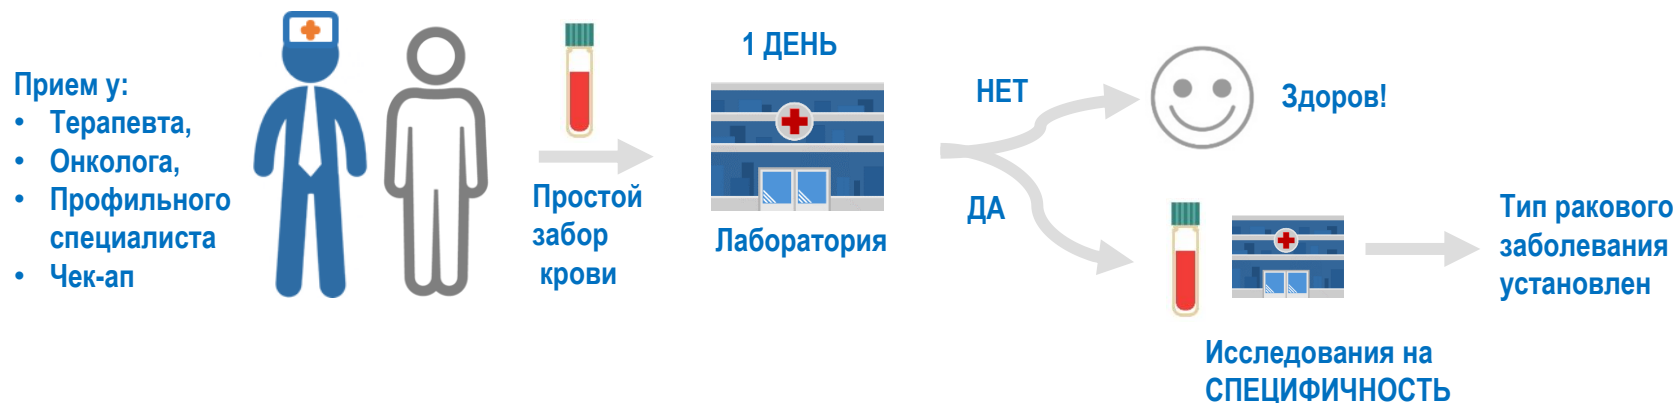 Прием у:
• Терапевта,
• Онколога,
• Профильного
специалиста
• Чек-ап
Простой
забор
крови
1 ДЕНЬ
Лаборатория
НЕТ
Здоров!
ДА
Исследования на
СПЕЦИФИЧНОСТЬ
Тип ракового
заболевания
установлен